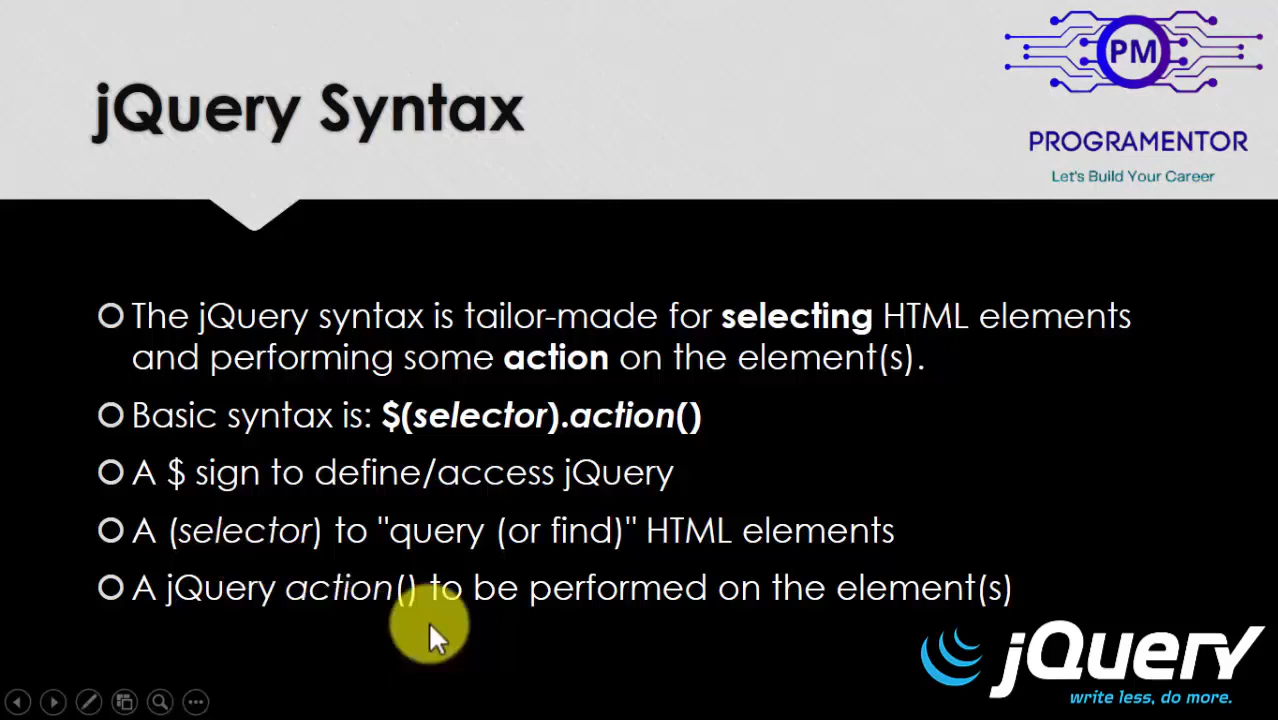 jQuery Syntax
PM
PROGRAMENTOR
Let's Build Your Career
The jQuery syntax is tailor-made for selecting HTML elements
and performing some action on the element(s).
Basic syntax is: $(selector).action()
A $ sign to define/access jQuery
A (selector) to "query (or find)" HTML elements
A jQuery action() to be performed on the element(s)
jQuery
write less, do more.